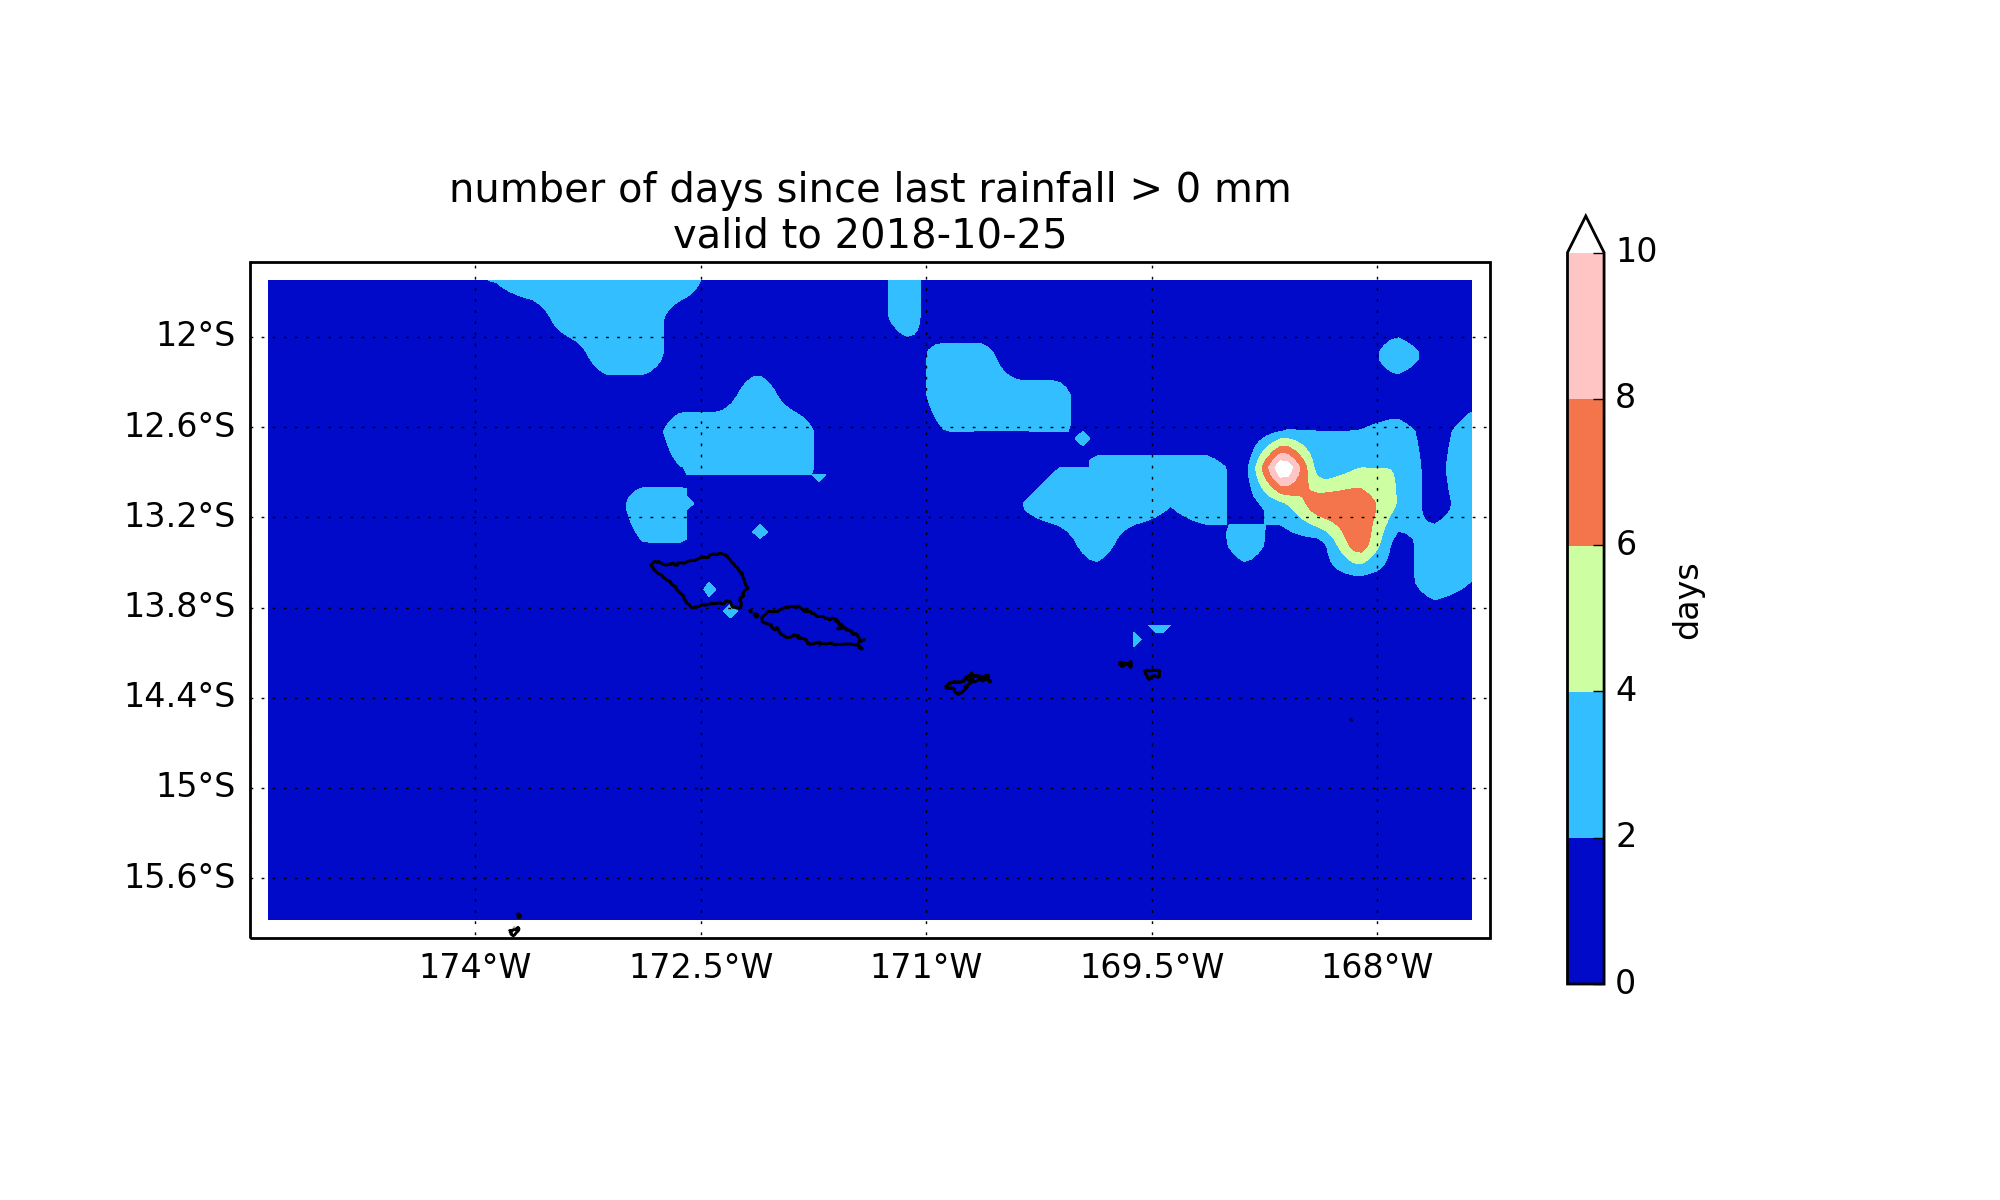 number of days since last rainfall > 0 mm
valid to 2018-10-25
12°S
12.6°S
13.2°S
13.8°S
14.4°S
15°S
15.6°S
174°W
172.5°W
171°W
169.5°W
168°W
10
8
6
4
2
0
days